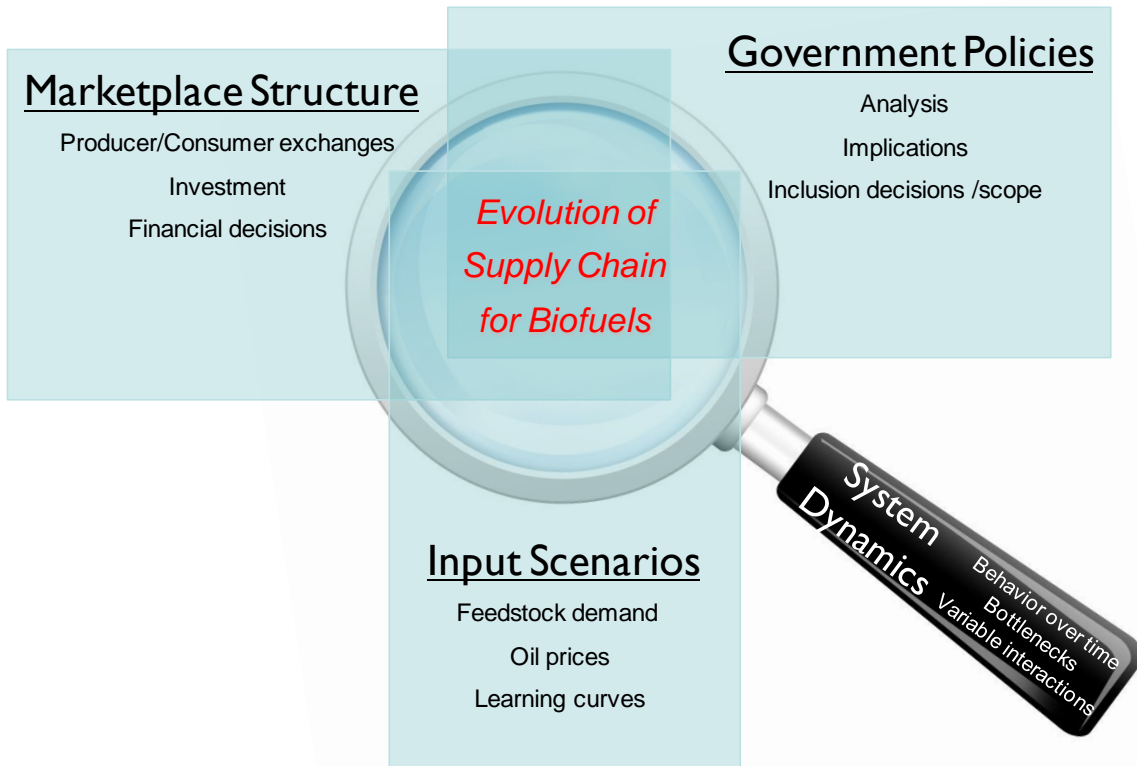 Marketplace Structure
Producer/Consumer exchanges
Investment
Financial decisions
Government Policies
Analysis
Implications
Inclusion decisions /scope
Evolution of
Supply Chain
for Biofuels
Input Scenarios
Feedstock demand
Oil prices
Learning curves
System
Dynamics
Behavior over time
Bottlenecks
Variable interactions